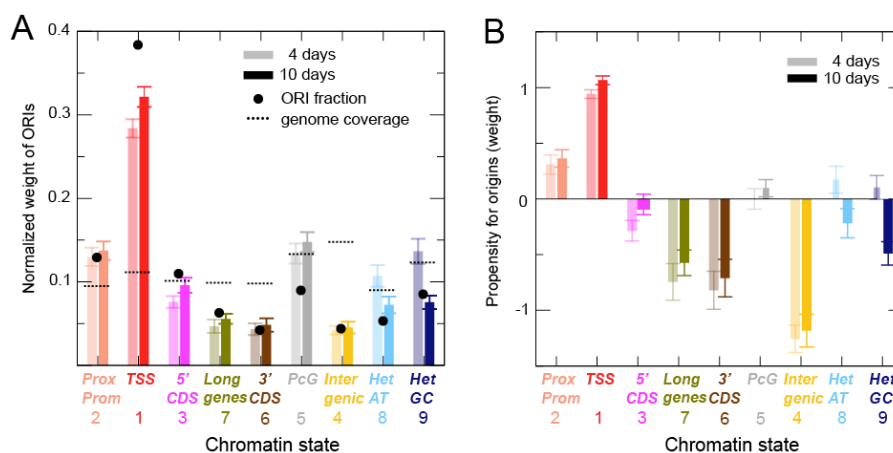 A
Normalized weight of ORIs
0.4
0.3
0.2
0.1
4 days
10 days
ORI fraction
genome coverage
Prox Prom
2
TSS
1
5' CDS
3
Long genes
7
3' CDS
6
PcG
5
Inter genic
4
Het AT
8
Het GC
9
Chromatin state
B
Propensity for origins (weight)
1
0
-1
4 days
10 days
Prox Prom
2
TSS
1
5' CDS
3
Long genes
7
3' CDS
6
PcG
5
Inter genic
4
Het AT
8
Het GC
9
Chromatin state